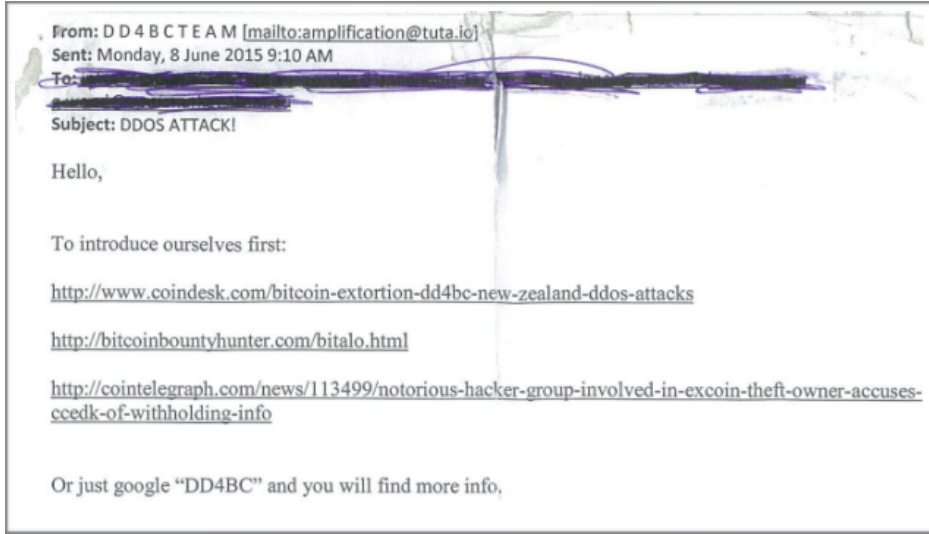 From: D D 4 B C T E A M [mailto:amplification@tuta.io]
Sent: Monday, 8 June 2015 9:10 AM
To:
Subject: DDOS ATTACK!
Hello,
To introduce ourselves first:
http://www.coindesk.com/bitcoin-extortion-dd4bc-new-zealand-ddos-attacks
http://bitcoinbountyhunter.com/bitalo.html
http://cointelegraph.com/news/113499/notorious-hacker-group-involved-in-excoin-theft-owner-accuses-
ccedk-of-withholding-info
Or just google “DD4BC” and you will find more info.